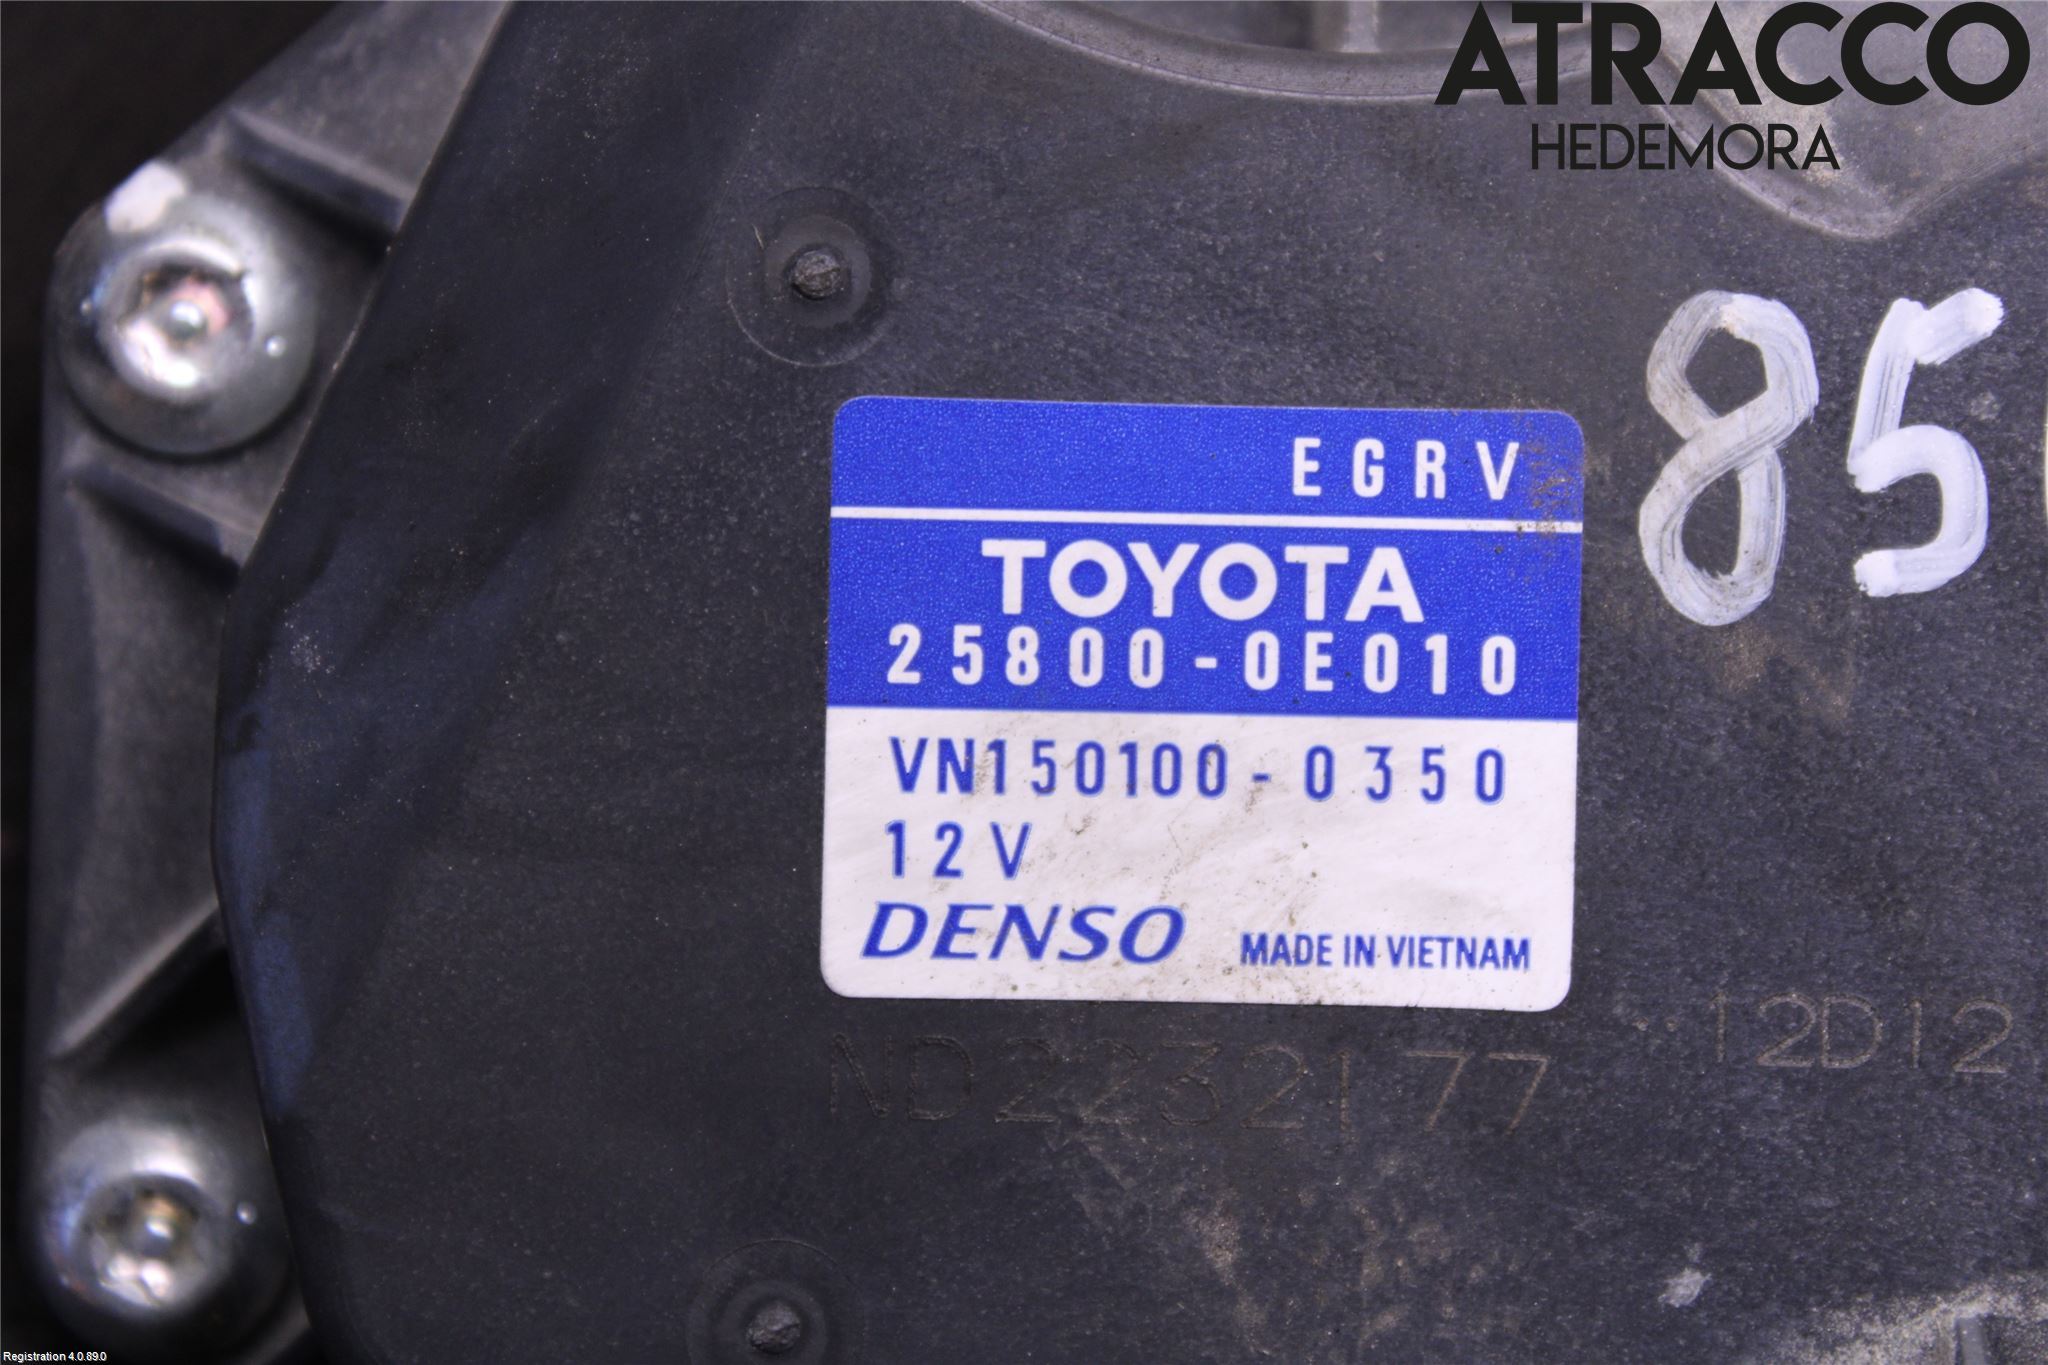 ATRACCO
HEDEMORA
85
EGRV
TOYOTA
25800-0E010
VN150100-0350
12V
DENSO MADE IN VIETNAM
12D12
ND2232177
Registration 4.0.89.0